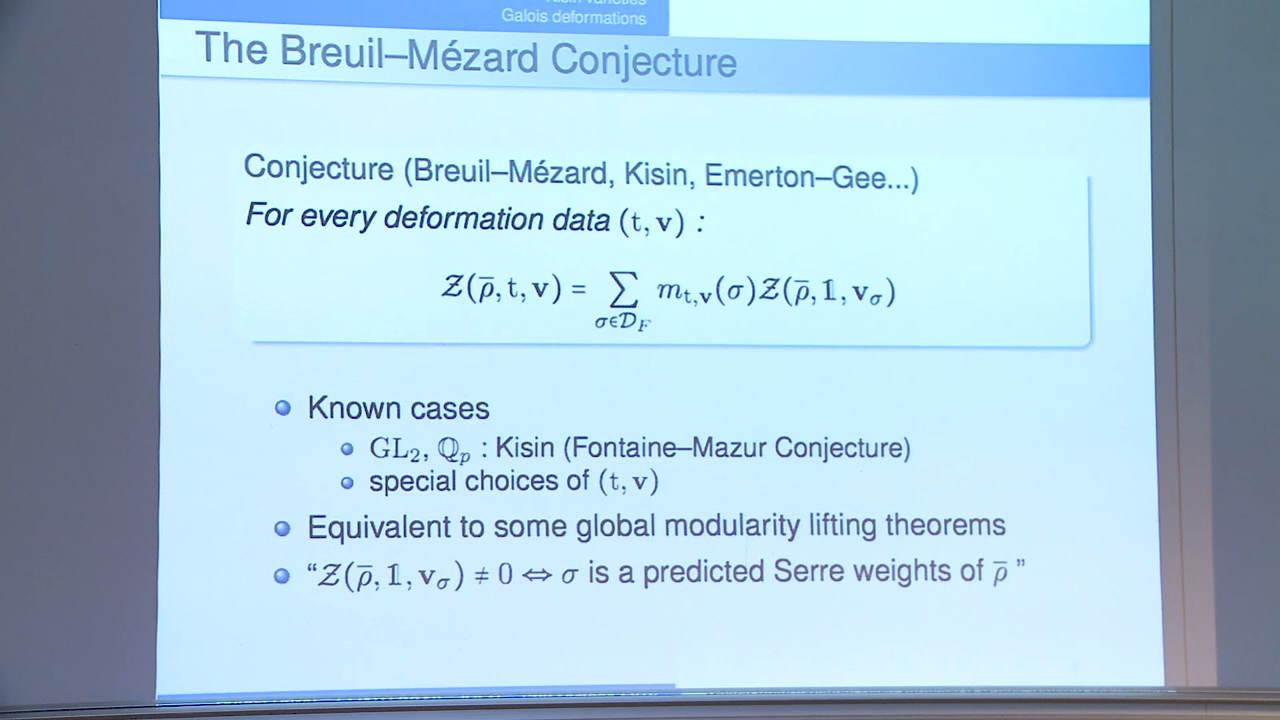 Galois deformations
The Breuil–Mézard Conjecture
Conjecture (Breuil–Mézard, Kisin, Emerton–Gee...)
For every deformation data (t, v) :
𝒵(ρ̅, t, v) = ∑_{σ∈𝒟_F} m_{t,v}(σ)𝒵(ρ̅, 𝟙, v_σ)
Known cases
GL₂, ℚ_p : Kisin (Fontaine–Mazur Conjecture)
special choices of (t, v)
Equivalent to some global modularity lifting theorems
“𝒵(ρ̅, 𝟙, v_σ) ≠ 0 ⇔ σ is a predicted Serre weights of ρ̅ ”